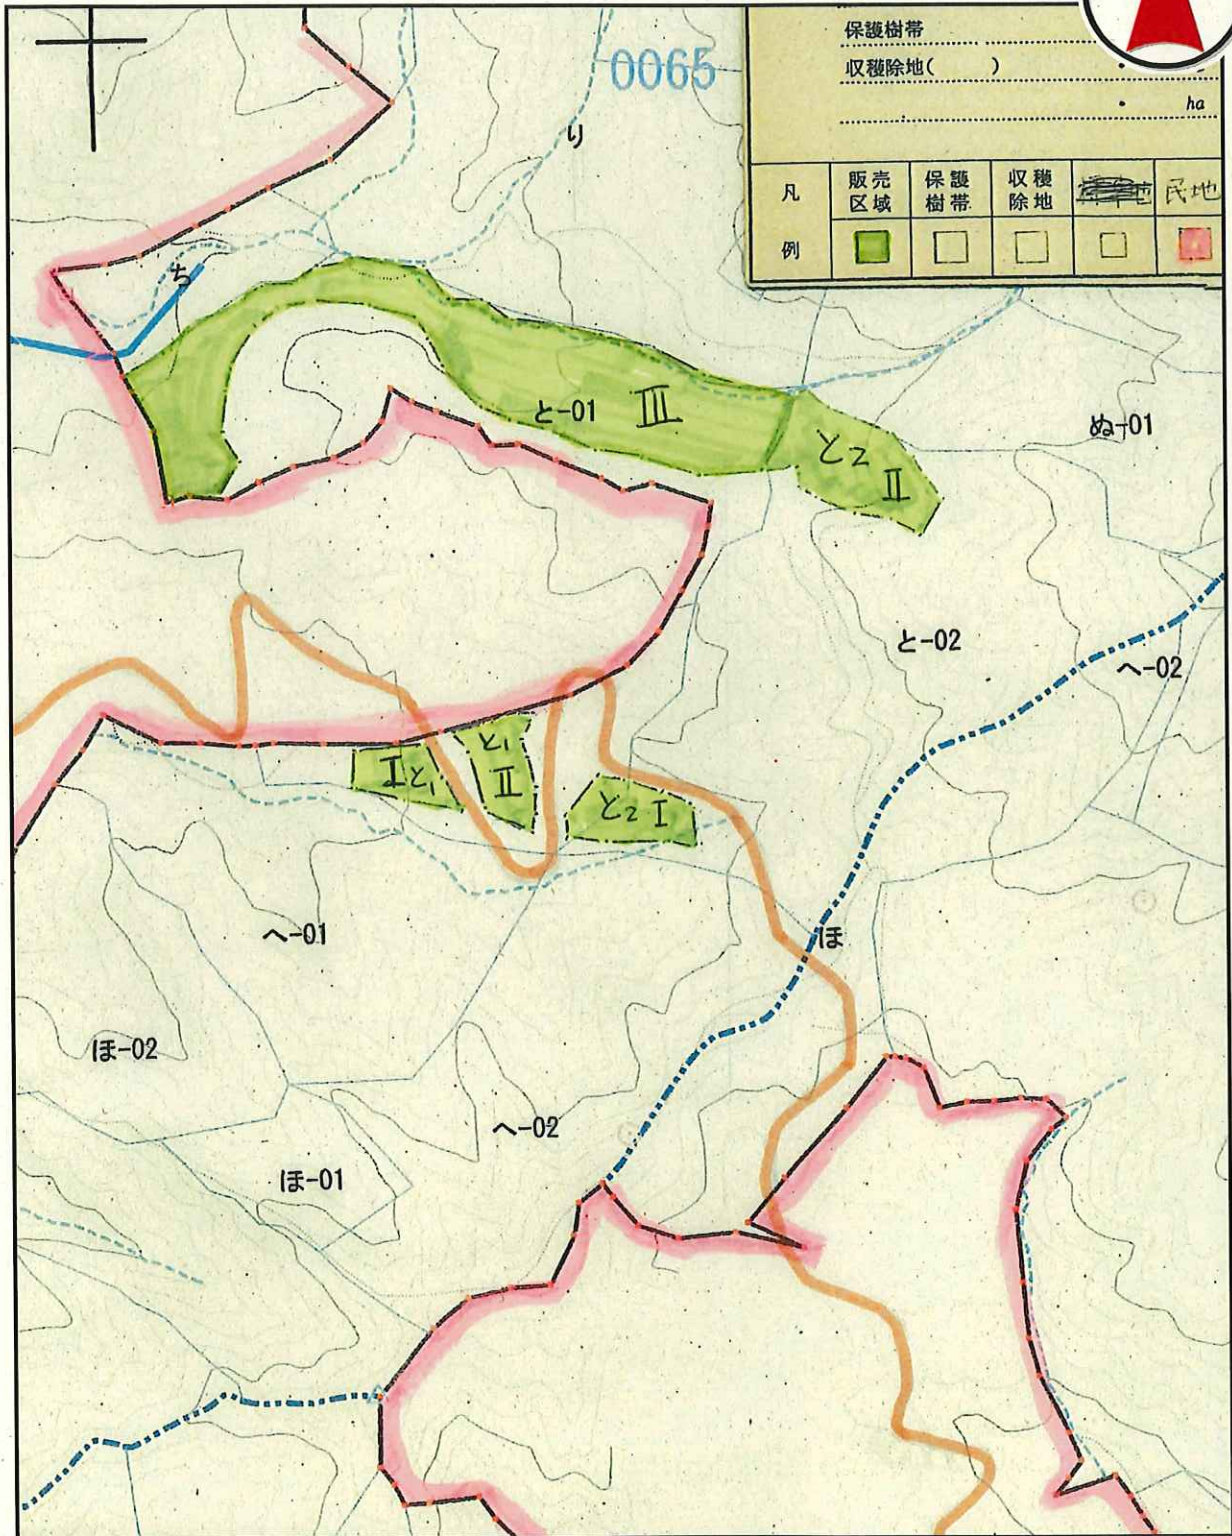 保護樹帯
収穫除地( )
・
・ ha
凡例
販売区域
保護樹帯
収穫除地
民地
0065
り
ち
と-01 III
と2 II
ぬ-01
と-02
へ-02
I と1
と1 II
と2 I
へ-01
ほ
ほ-02
へ-02
ほ-01